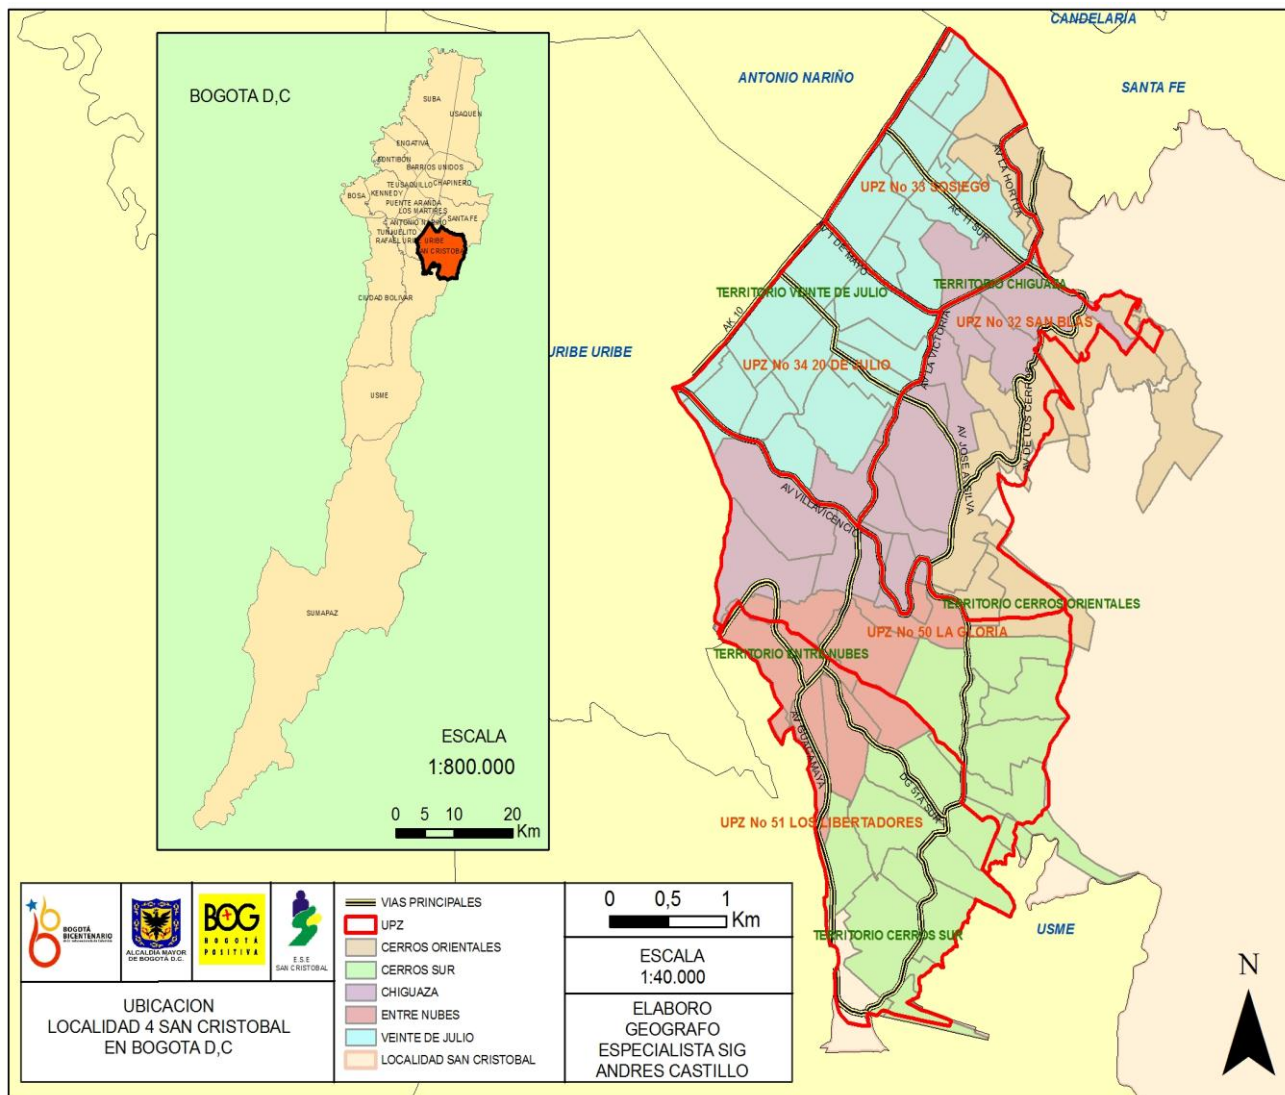 CANDELARIA
ANTONIO NARIÑO
SANTA FE
BOGOTA D,C
SUBA
USAQUEN
ENGATIVA
FONTIBON
BARRIOS UNIDOS
TEUSAQUILLO
CHAPINERO
BOSA
KENNEDY
PUENTE ARANDA
LOS MARTIRES
SANTA FE
ANTONIO NARIÑO
TUNJUELITO
RAFAEL URIBE URIBE
SAN CRISTOBAL
CIUDAD BOLIVAR
USME
SUMAPAZ
ESCALA
1:800.000
0 5 10 20
Km
URIBE URIBE
AV LA HORTUA
UPZ No 33 SOSIEGO
AC 11 SUR
AV 1 DE MAYO
TERRITORIO CHIGUAZA
TERRITORIO VEINTE DE JULIO
AK 10
UPZ No 32 SAN BLAS
AV LA VICTORIA
UPZ No 34 20 DE JULIO
AV DE LOS CERROS
AV JOSE A. SILVA
AV VILLAVICENCIO
TERRITORIO CERROS ORIENTALES
UPZ No 50 LA GLORIA
TERRITORIO ENTRE NUBES
AV GUACAMAYA
DG 51A SUR
UPZ No 51 LOS LIBERTADORES
TERRITORIO CERROS SUR
USME
BOGOTÁ
BICENTENARIO
ALCALDIA MAYOR
DE BOGOTÁ D.C.
BOG
BOGOTÁ
POSITIVA
E.S.E
SAN CRISTOBAL
UBICACION
LOCALIDAD 4 SAN CRISTOBAL
EN BOGOTA D,C
VIAS PRINCIPALES
UPZ
CERROS ORIENTALES
CERROS SUR
CHIGUAZA
ENTRE NUBES
VEINTE DE JULIO
LOCALIDAD SAN CRISTOBAL
0 0,5 1
Km
ESCALA
1:40.000
ELABORO
GEOGRAFO
ESPECIALISTA SIG
ANDRES CASTILLO
N